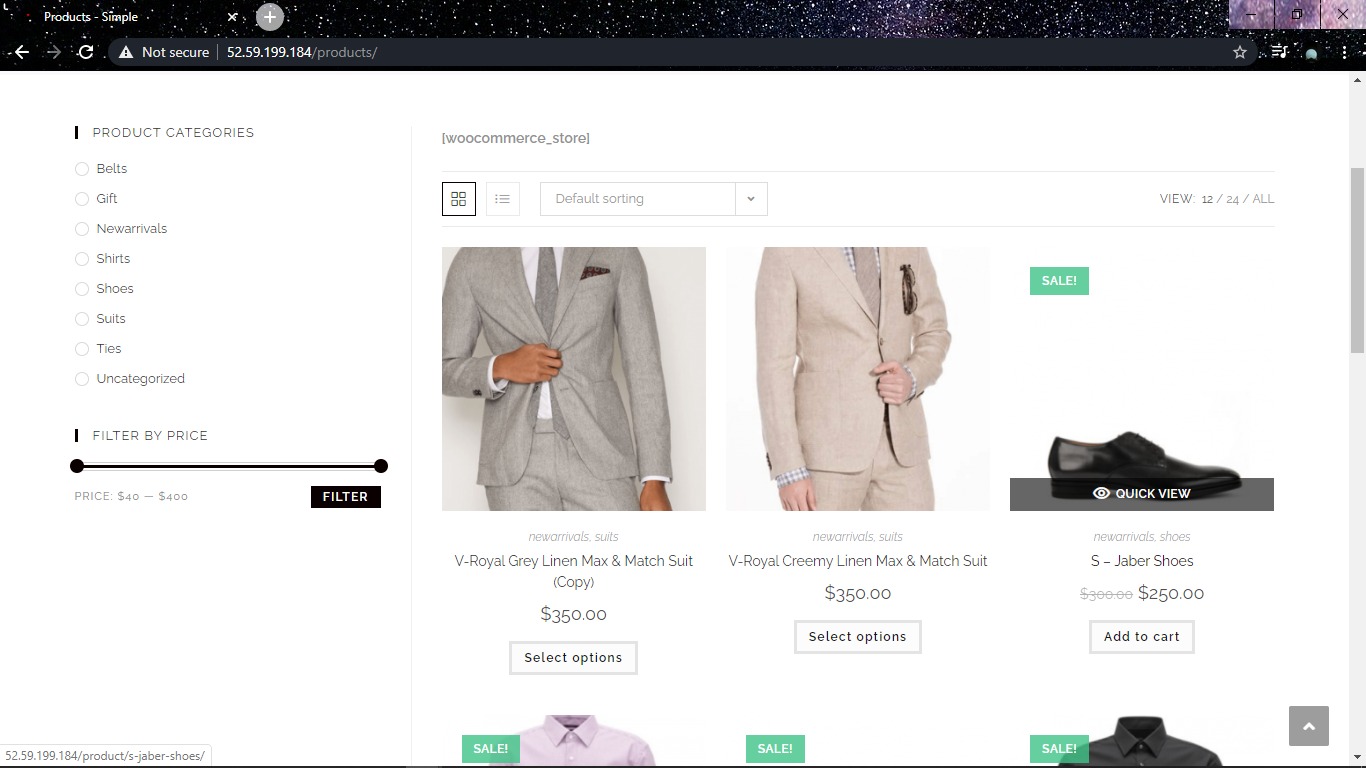 Products - Simple
Not secure
52.59.199.184/products/
PRODUCT CATEGORIES
Belts
Gift
Newarrivals
Shirts
Shoes
Suits
Ties
Uncategorized
FILTER BY PRICE
PRICE: $40 — $400
FILTER
[woocommerce_store]
Default sorting
VIEW: 12 / 24 / ALL
newarrivals, suits
V-Royal Grey Linen Max & Match Suit
(Copy)
$350.00
Select options
newarrivals, suits
V-Royal Creemy Linen Max & Match Suit
$350.00
Select options
SALE!
QUICK VIEW
newarrivals, shoes
S – Jaber Shoes
$300.00 $250.00
Add to cart
SALE!
SALE!
SALE!
52.59.199.184/product/s-jaber-shoes/